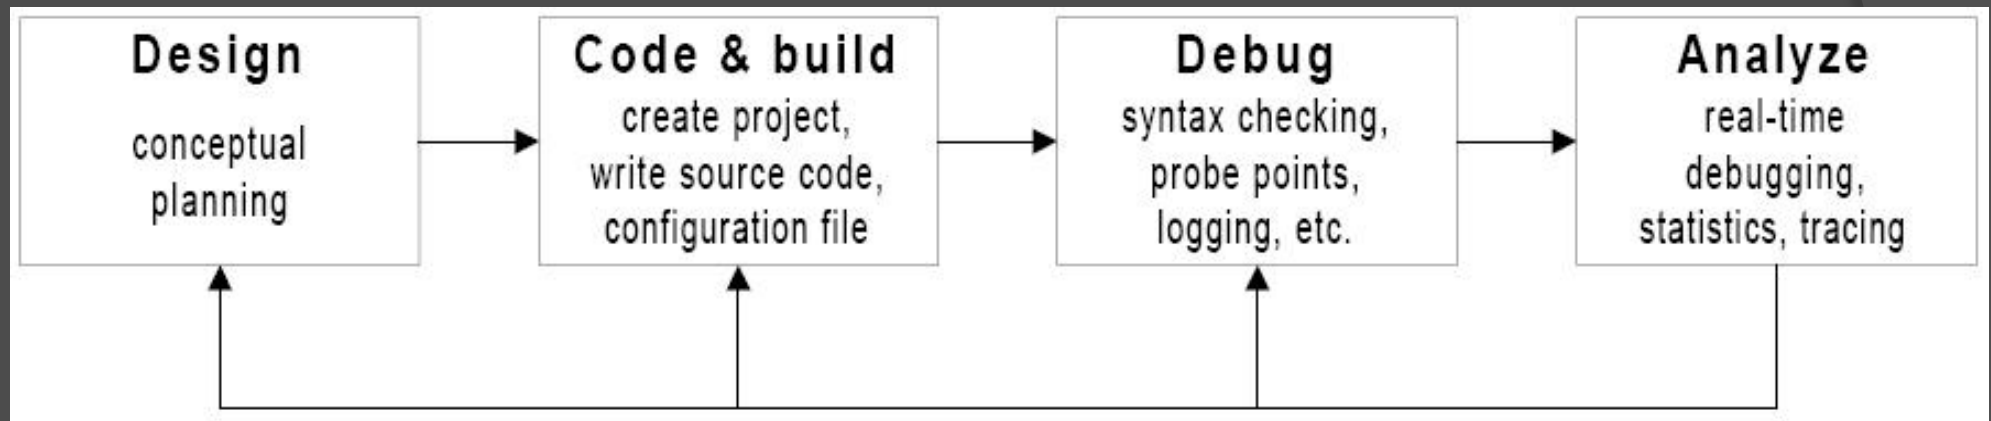 Design
conceptual
planning
Code & build
create project,
write source code,
configuration file
Debug
syntax checking,
probe points,
logging, etc.
Analyze
real-time
debugging,
statistics, tracing